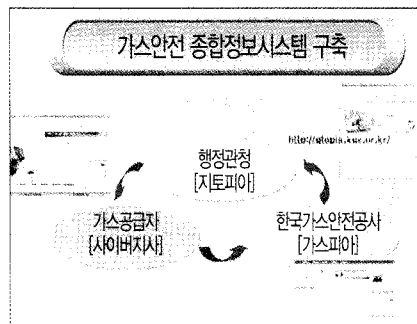 가스안전 종합정보시스템 구축
행정관청
[지토피아]
가스공급자
[사이버지사]
한국가스안전공사
[가스피아]